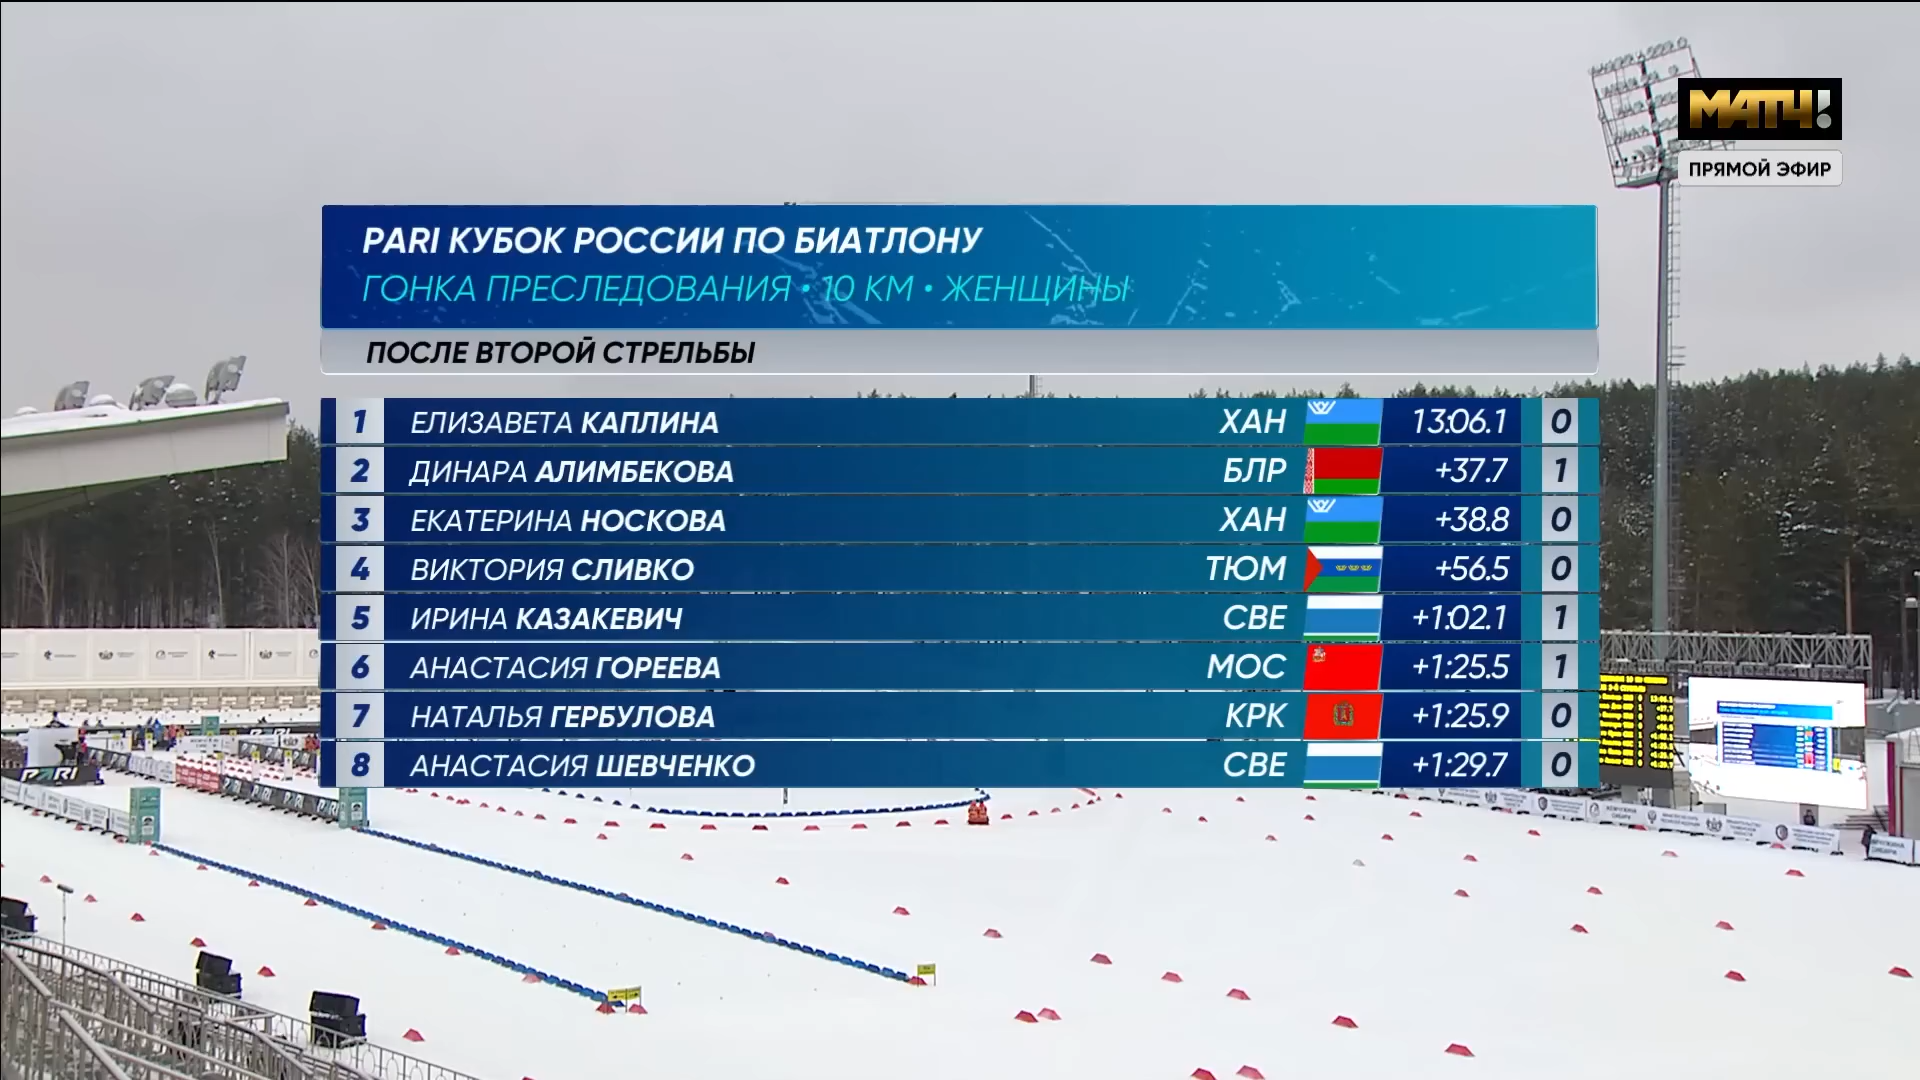 МАТЧ!
ПРЯМОЙ ЭФИР
PARI КУБОК РОССИИ ПО БИАТЛОНУ
ГОНКА ПРЕСЛЕДОВАНИЯ • 10 КМ • ЖЕНЩИНЫ
ПОСЛЕ ВТОРОЙ СТРЕЛЬБЫ
1 ЕЛИЗАВЕТА КАПЛИНА ХАН 13:06.1 0
2 ДИНАРА АЛИМБЕКОВА БЛР +37.7 1
3 ЕКАТЕРИНА НОСКОВА ХАН +38.8 0
4 ВИКТОРИЯ СЛИВКО ТЮМ +56.5 0
5 ИРИНА КАЗАКЕВИЧ СВЕ +1:02.1 1
6 АНАСТАСИЯ ГОРЕЕВА МОС +1:25.5 1
7 НАТАЛЬЯ ГЕРБУЛОВА КРК +1:25.9 0
8 АНАСТАСИЯ ШЕВЧЕНКО СВЕ +1:29.7 0
PARI